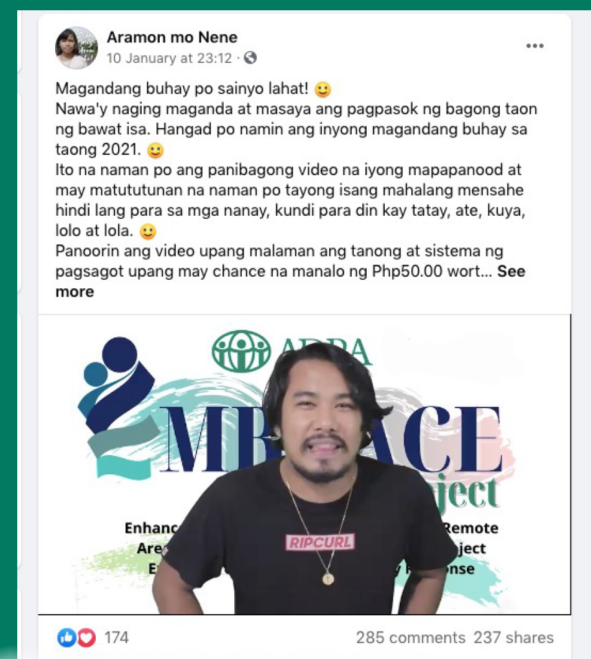 Aramon mo Nene
10 January at 23:12 ·
Magandang buhay po sainyo lahat!
Nawa'y naging maganda at masaya ang pagpasok ng bagong taon
ng bawat isa. Hangad po namin ang inyong magandang buhay sa
taong 2021.
Ito na naman po ang panibagong video na iyong mapapanood at
may matututunan na naman po tayong isang mahalang mensahe
hindi lang para sa mga nanay, kundi para din kay tatay, ate, kuya,
lolo at lola.
Panoorin ang video upang malaman ang tanong at sistema ng
pagsagot upang may chance na manalo ng Php50.00 wort... See
more
MB ACE
ject
Enhanc Remote
Are ject
E y R nse
RIPCURL
174 285 comments 237 shares